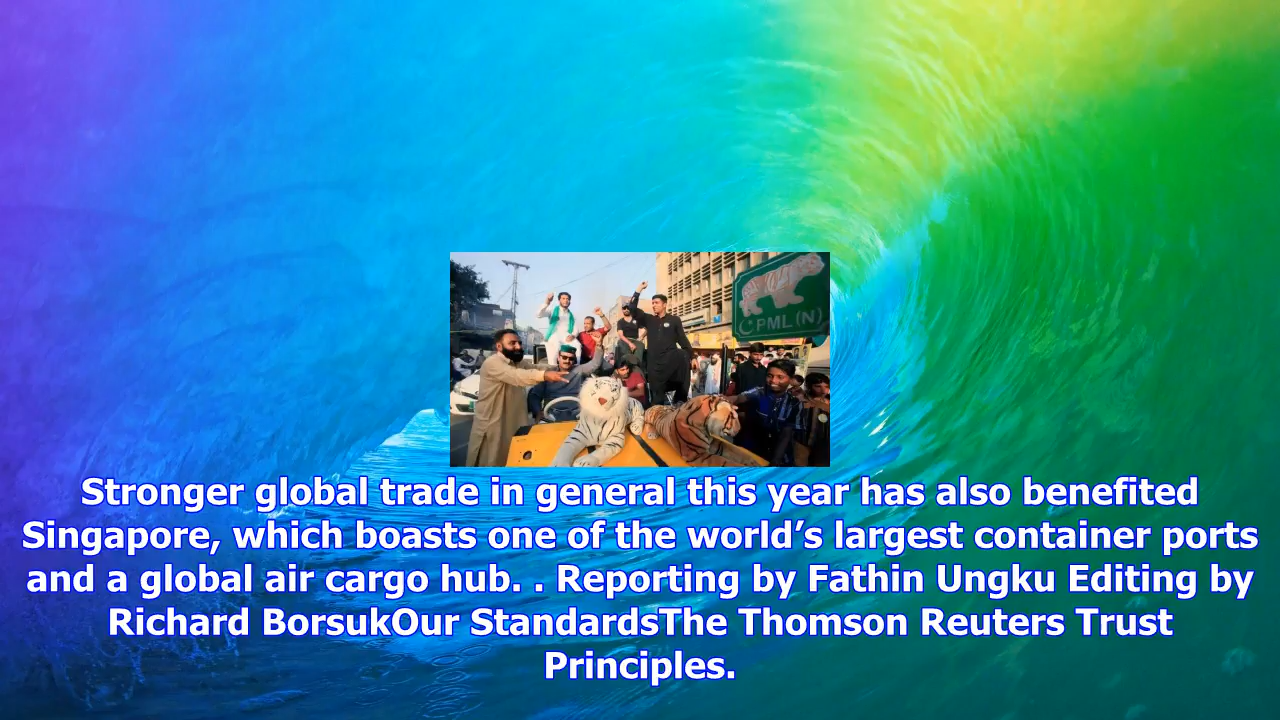 PML(N)
Stronger global trade in general this year has also benefited
Singapore, which boasts one of the world’s largest container ports
and a global air cargo hub. . Reporting by Fathin Ungku Editing by
Richard BorsukOur StandardsThe Thomson Reuters Trust
Principles.